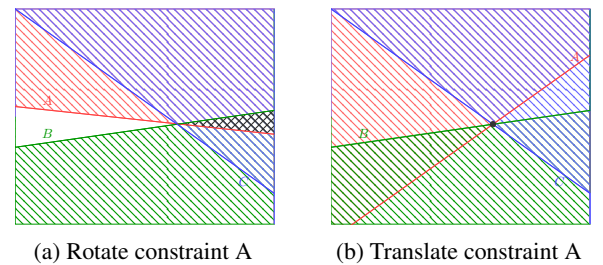 A
B
C
A
B
C
(a) Rotate constraint A
(b) Translate constraint A